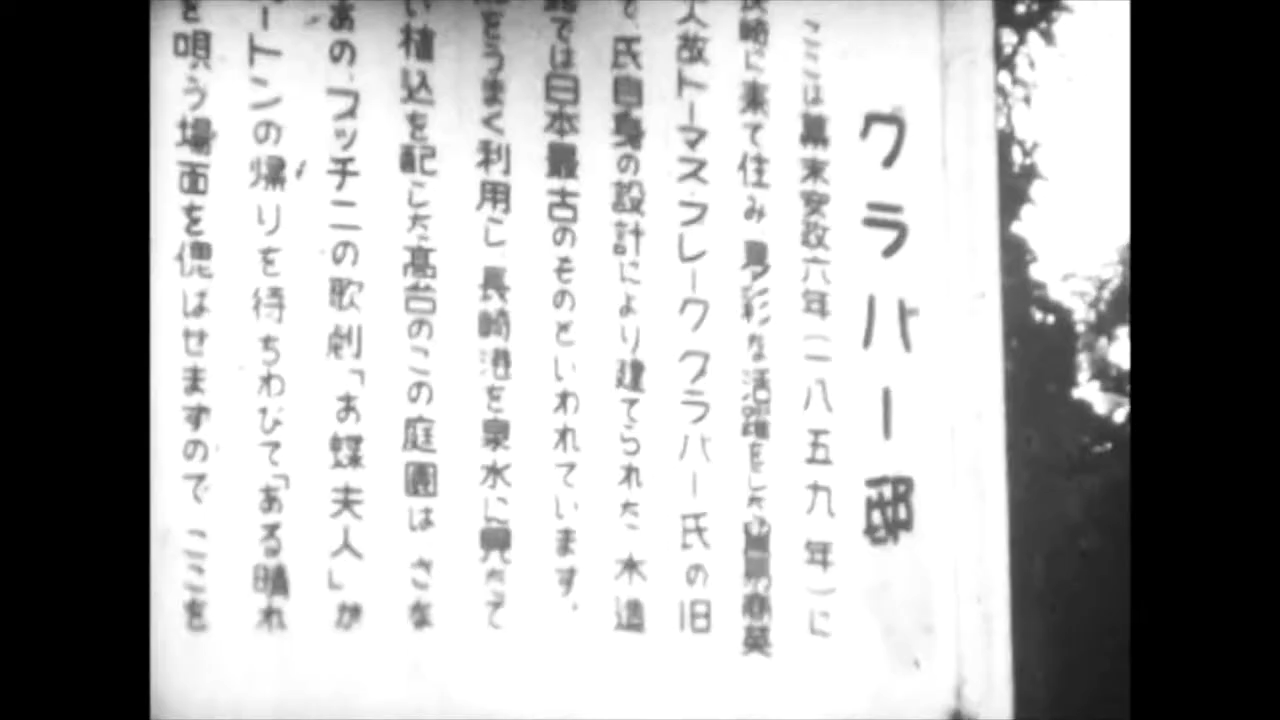 グラバー邸
ここは幕末安政六年(一八五九年)に
長崎に来て住み 多彩な活躍をした貿易商英
人故トーマス・ブレーク グラバー氏の旧
で 氏自身の設計により建てられた 木造
では日本最古のものといわれています。
をうまく利用し 長崎港を泉水に見たて
い植込を配した高台のこの庭園は さな
あのプッチニの歌劇「お蝶夫人」が
ートンの帰りを待ちわびて「ある晴れ
を唄う場面を偲ばせますので ここを